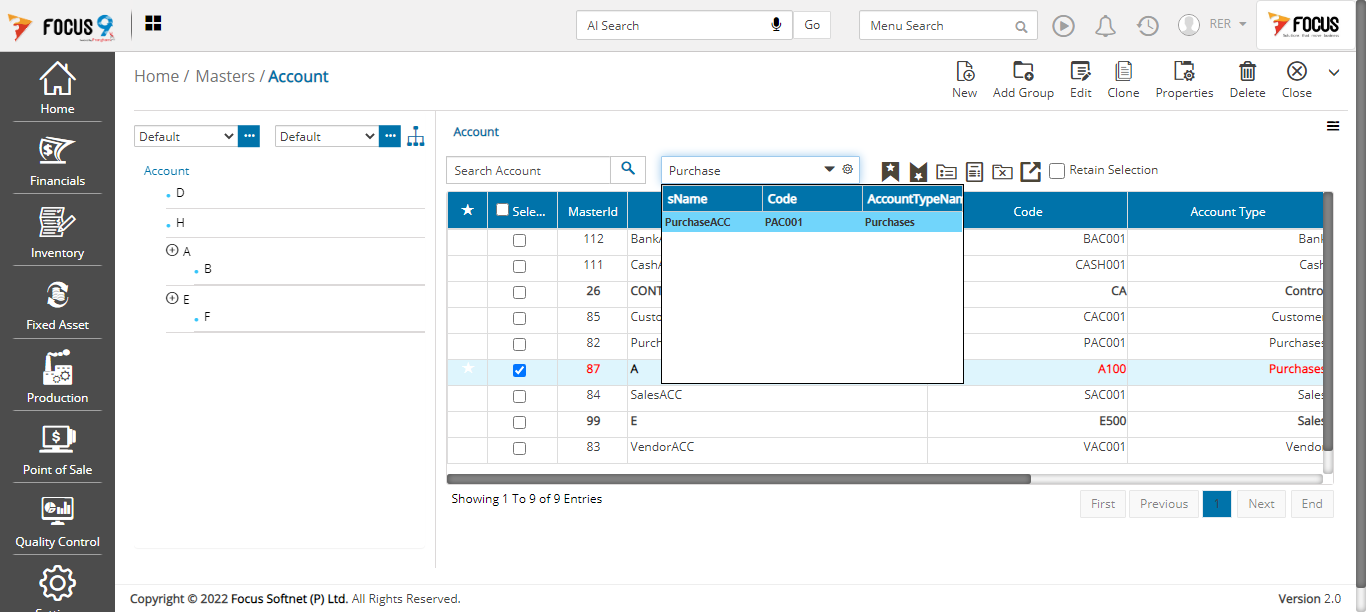 FOCUS 9
AI Search
Go
Menu Search
RER
FOCUS
Home / Masters / Account
New
Add Group
Edit
Clone
Properties
Delete
Close
Home
Financials
Inventory
Fixed Asset
Production
Point of Sale
Quality Control
Default
Default
Account
D
H
A
B
E
F
Account
Search Account
Purchase
Retain Selection
sName Code AccountTypeNam
PurchaseACC PAC001 Purchases
Sele... MasterId Code Account Type
112 BankA BAC001 Bank
111 CashA CASH001 Cash
26 CONT CA Contro
85 Custo CAC001 Customer
82 Purch PAC001 Purchases
87 A A100 Purchases
84 SalesACC SAC001 Sales
99 E E500 Sales
83 VendorACC VAC001 Vendo
Showing 1 To 9 of 9 Entries
First Previous 1 Next End
Copyright © 2022 Focus Softnet (P) Ltd. All Rights Reserved.
Version 2.0